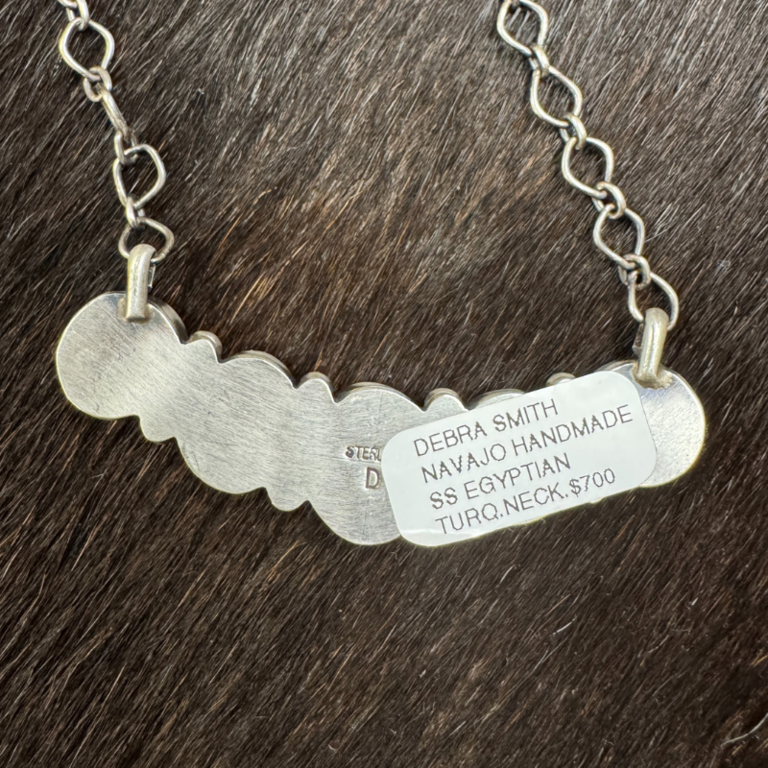 DEBRA SMITH
NAVAJO HANDMADE
SS EGYPTIAN
TURQ.NECK.$700